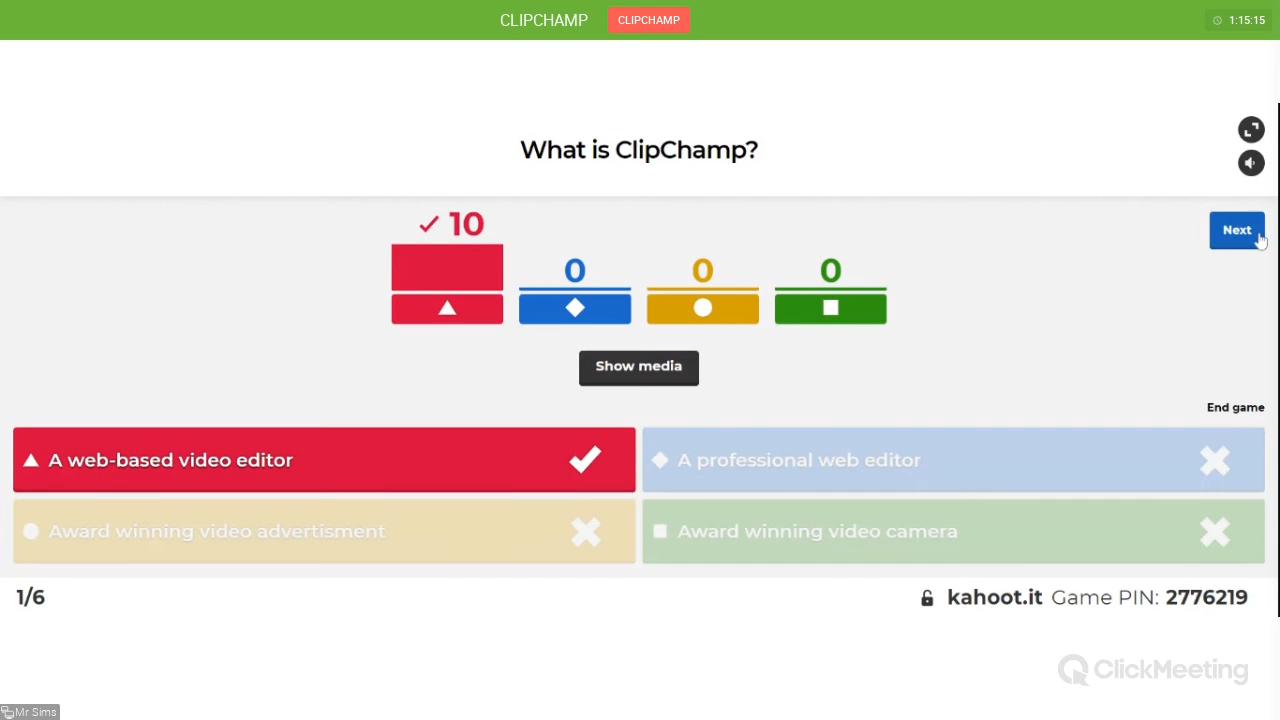 CLIPCHAMP CLIPCHAMP 1:15:15
What is ClipChamp?
Next
10 0 0 0
Show media
End game
A web-based video editor
A professional web editor
Award winning video advertisment
Award winning video camera
1/6
kahoot.it Game PIN: 2776219
ClickMeeting
Mr Sims